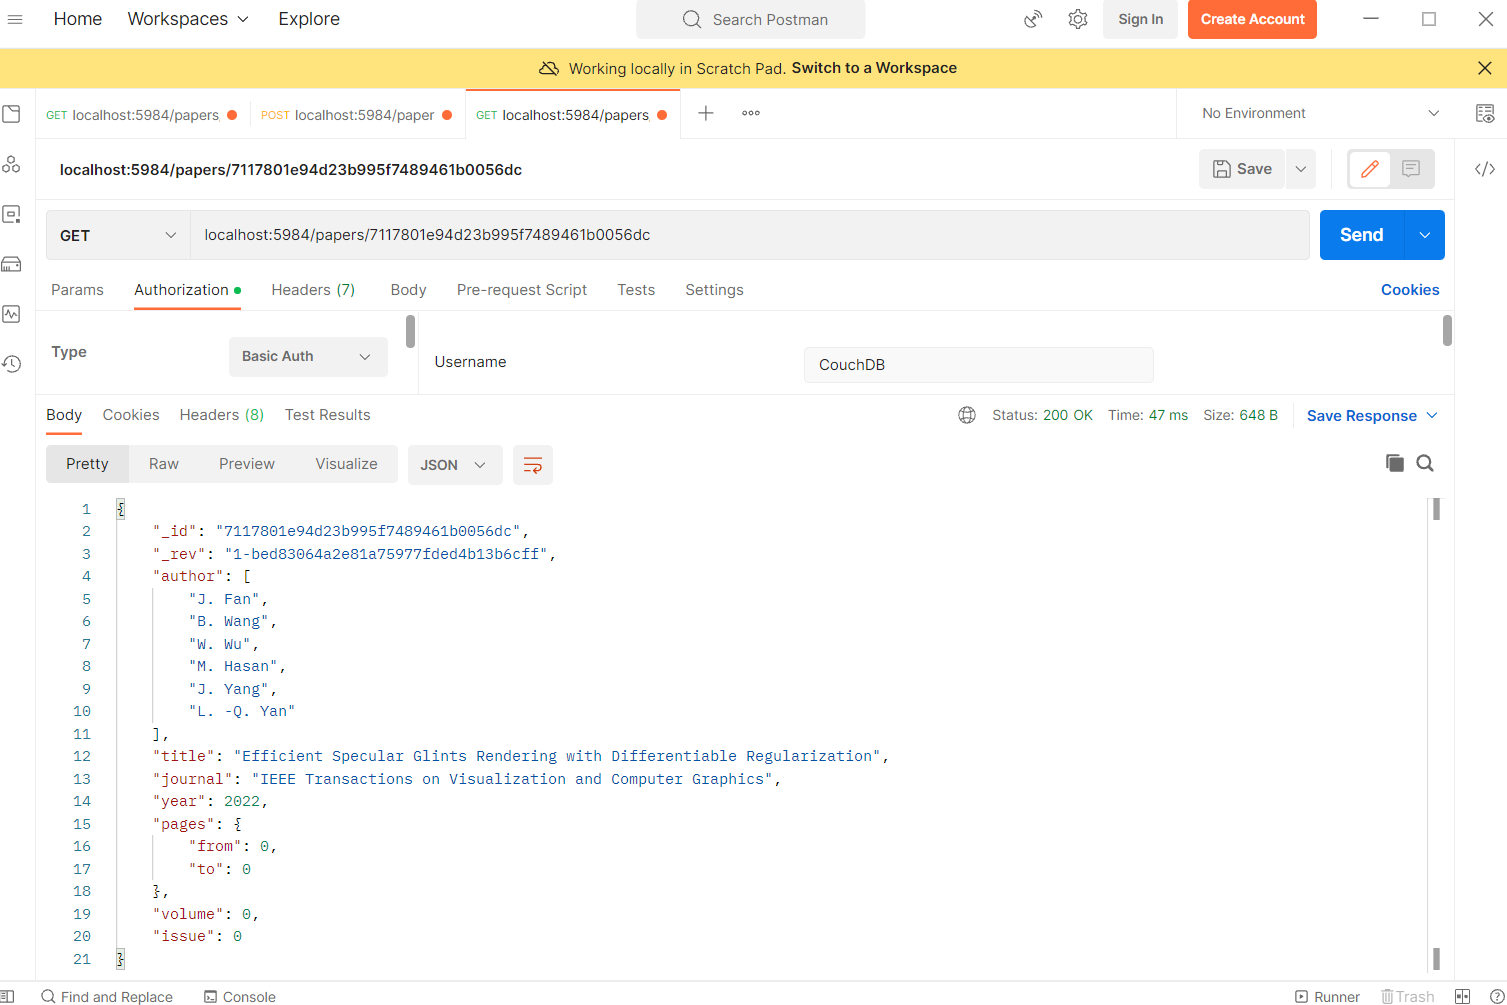 Home Workspaces Explore Search Postman Sign In Create Account
Working locally in Scratch Pad. Switch to a Workspace
GET localhost:5984/papers, POST localhost:5984/paper GET localhost:5984/papers, No Environment
localhost:5984/papers/7117801e94d23b995f7489461b0056dc Save
GET localhost:5984/papers/7117801e94d23b995f7489461b0056dc Send
Params Authorization Headers (7) Body Pre-request Script Tests Settings Cookies
Type Basic Auth Username CouchDB
Body Cookies Headers (8) Test Results Status: 200 OK Time: 47 ms Size: 648 B Save Response
Pretty Raw Preview Visualize JSON
1 {
2 "_id": "7117801e94d23b995f7489461b0056dc",
3 "_rev": "1-bed83064a2e81a75977fded4b13b6cff",
4 "author": [
5 "J. Fan",
6 "B. Wang",
7 "W. Wu",
8 "M. Hasan",
9 "J. Yang",
10 "L. -Q. Yan"
11 ],
12 "title": "Efficient Specular Glints Rendering with Differentiable Regularization",
13 "journal": "IEEE Transactions on Visualization and Computer Graphics",
14 "year": 2022,
15 "pages": {
16 "from": 0,
17 "to": 0
18 },
19 "volume": 0,
20 "issue": 0
21 }
Find and Replace Console Runner Trash